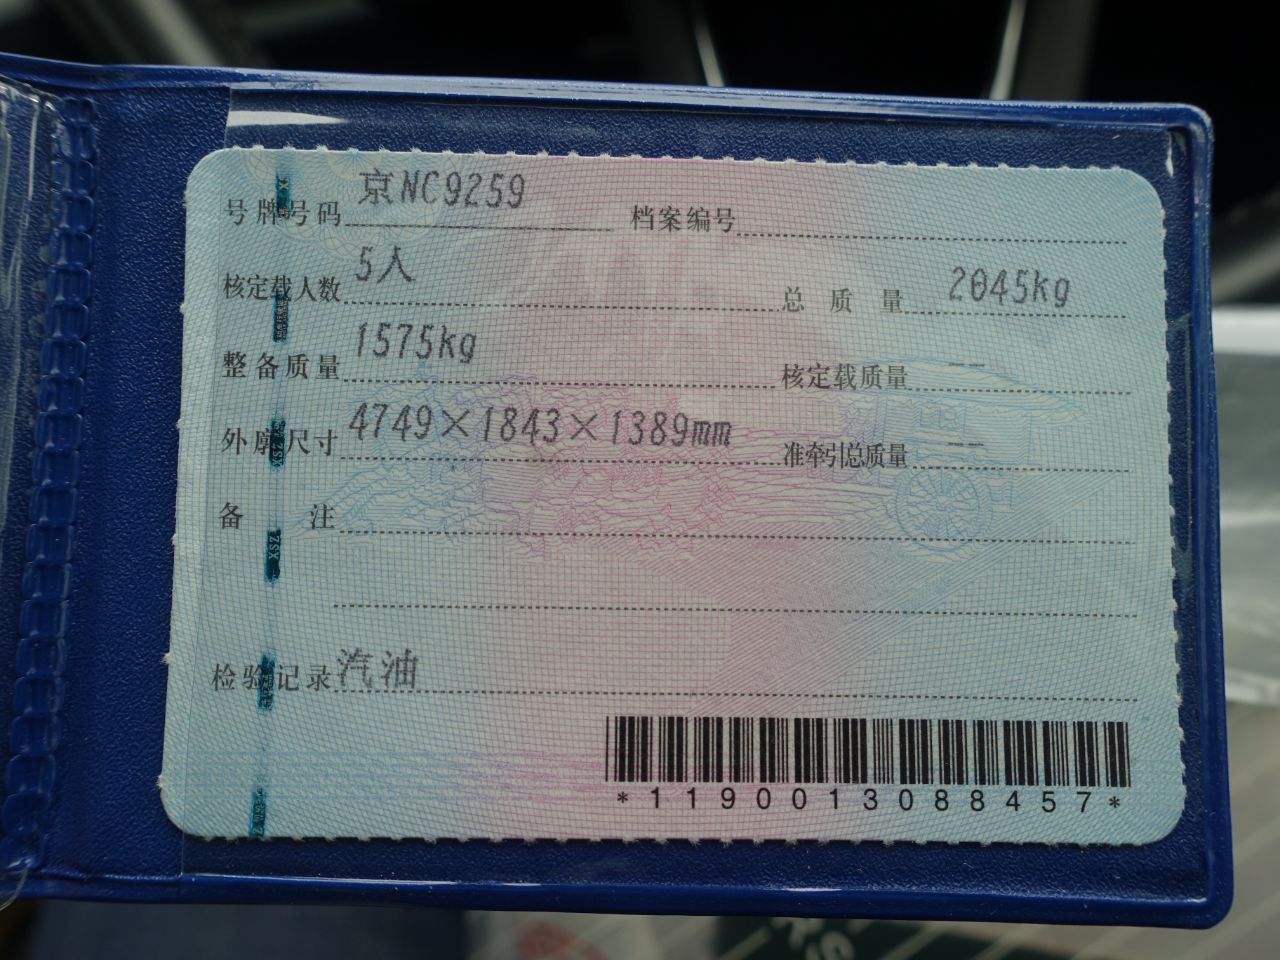 号牌号码 京NC9259 档案编号
核定载人数 5人 总质量 2045kg
整备质量 1575kg 核定载质量 --
外廓尺寸 4749×1843×1389mm 准牵引总质量 --
备注
检验记录 汽油
*1190013088457*